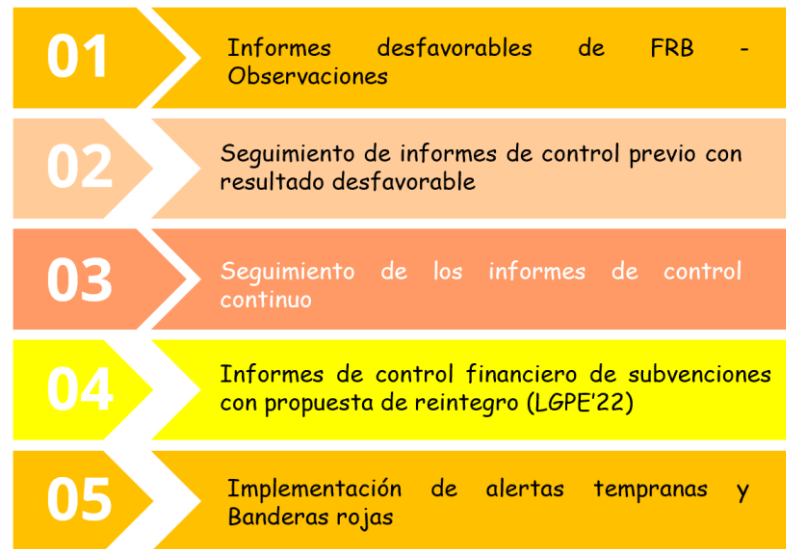 01
Informes desfavorables de FRB -
Observaciones
02
Seguimiento de informes de control previo con
resultado desfavorable
03
Seguimiento de los informes de control
continuo
04
Informes de control financiero de subvenciones
con propuesta de reintegro (LGPE'22)
05
Implementación de alertas tempranas y
Banderas rojas